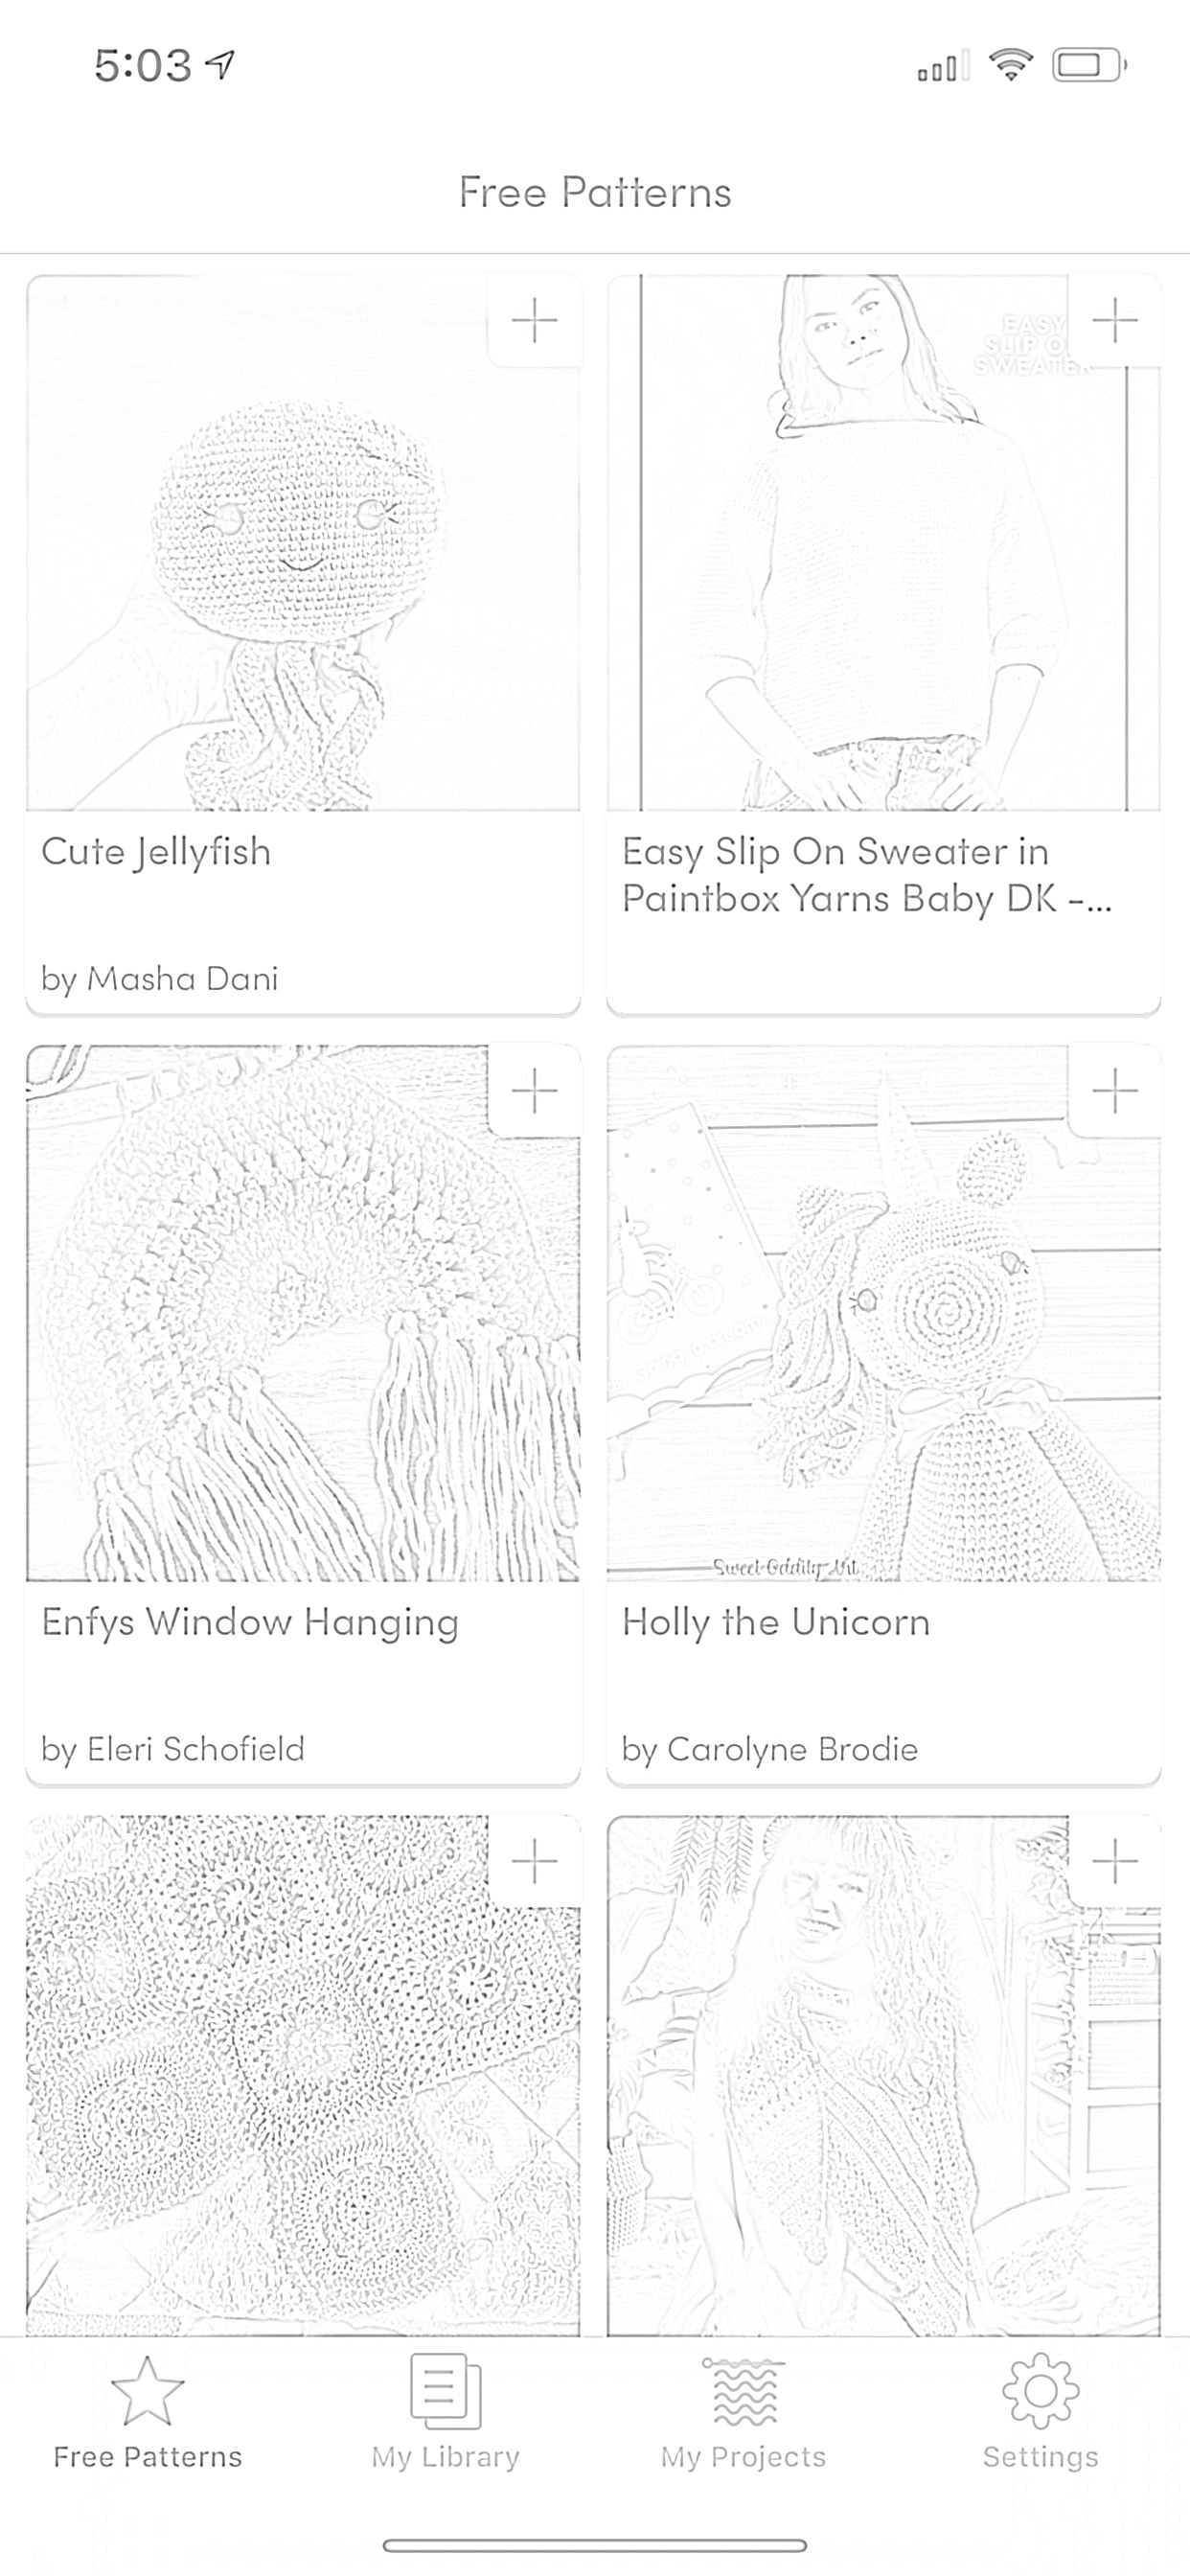 5:03
Free Patterns
EASY
SLIP O
SWEATER
Cute Jellyfish
by Masha Dani
Easy Slip On Sweater in
Paintbox Yarns Baby DK -...
Enfys Window Hanging
by Eleri Schofield
Sweet Oddity Art
Holly the Unicorn
by Carolyne Brodie
Free Patterns
My Library
My Projects
Settings